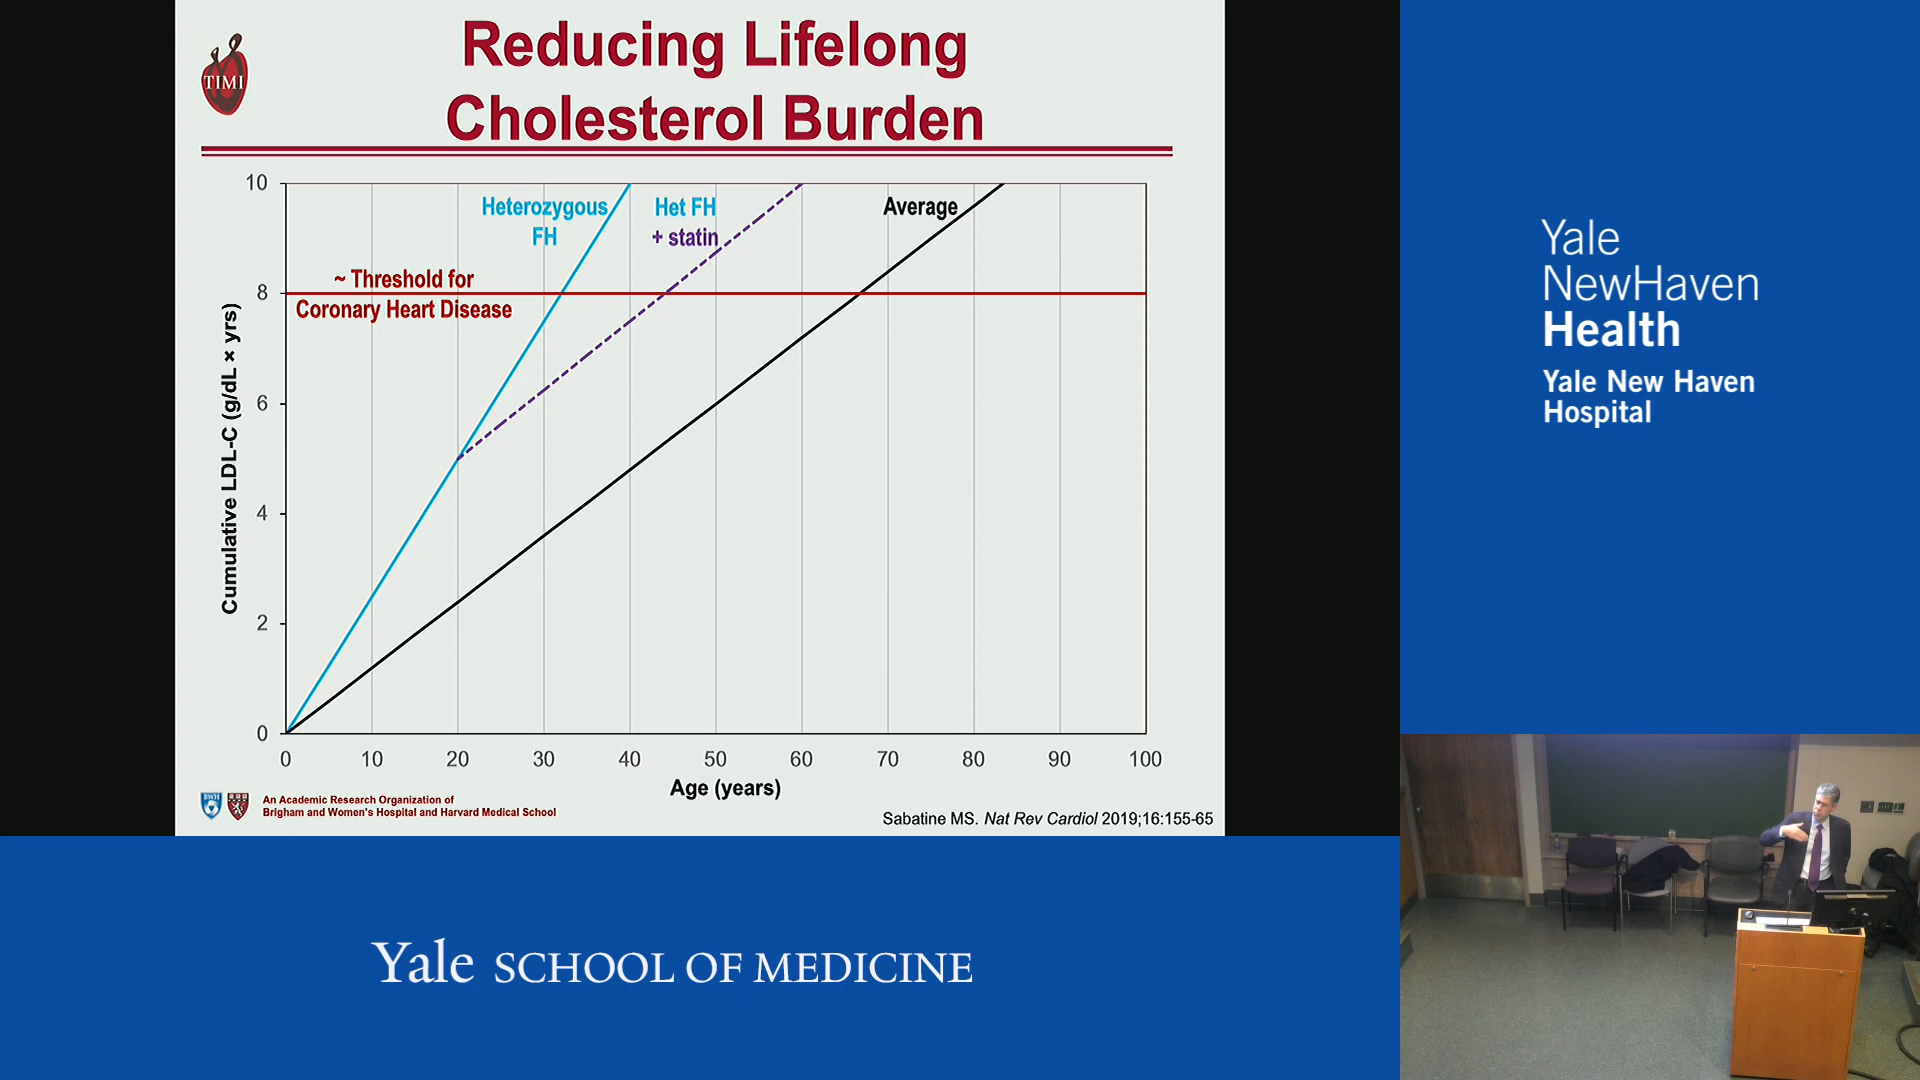 Reducing Lifelong
Cholesterol Burden
TIMI
10
8
6
4
2
0
Cumulative LDL-C (g/dL × yrs)
Heterozygous
FH
Het FH
+ statin
Average
~ Threshold for
Coronary Heart Disease
0 10 20 30 40 50 60 70 80 90 100
Age (years)
BWH
An Academic Research Organization of
Brigham and Women's Hospital and Harvard Medical School
Sabatine MS. Nat Rev Cardiol 2019;16:155-65
Yale
NewHaven
Health
Yale New Haven
Hospital
Yale SCHOOL OF MEDICINE